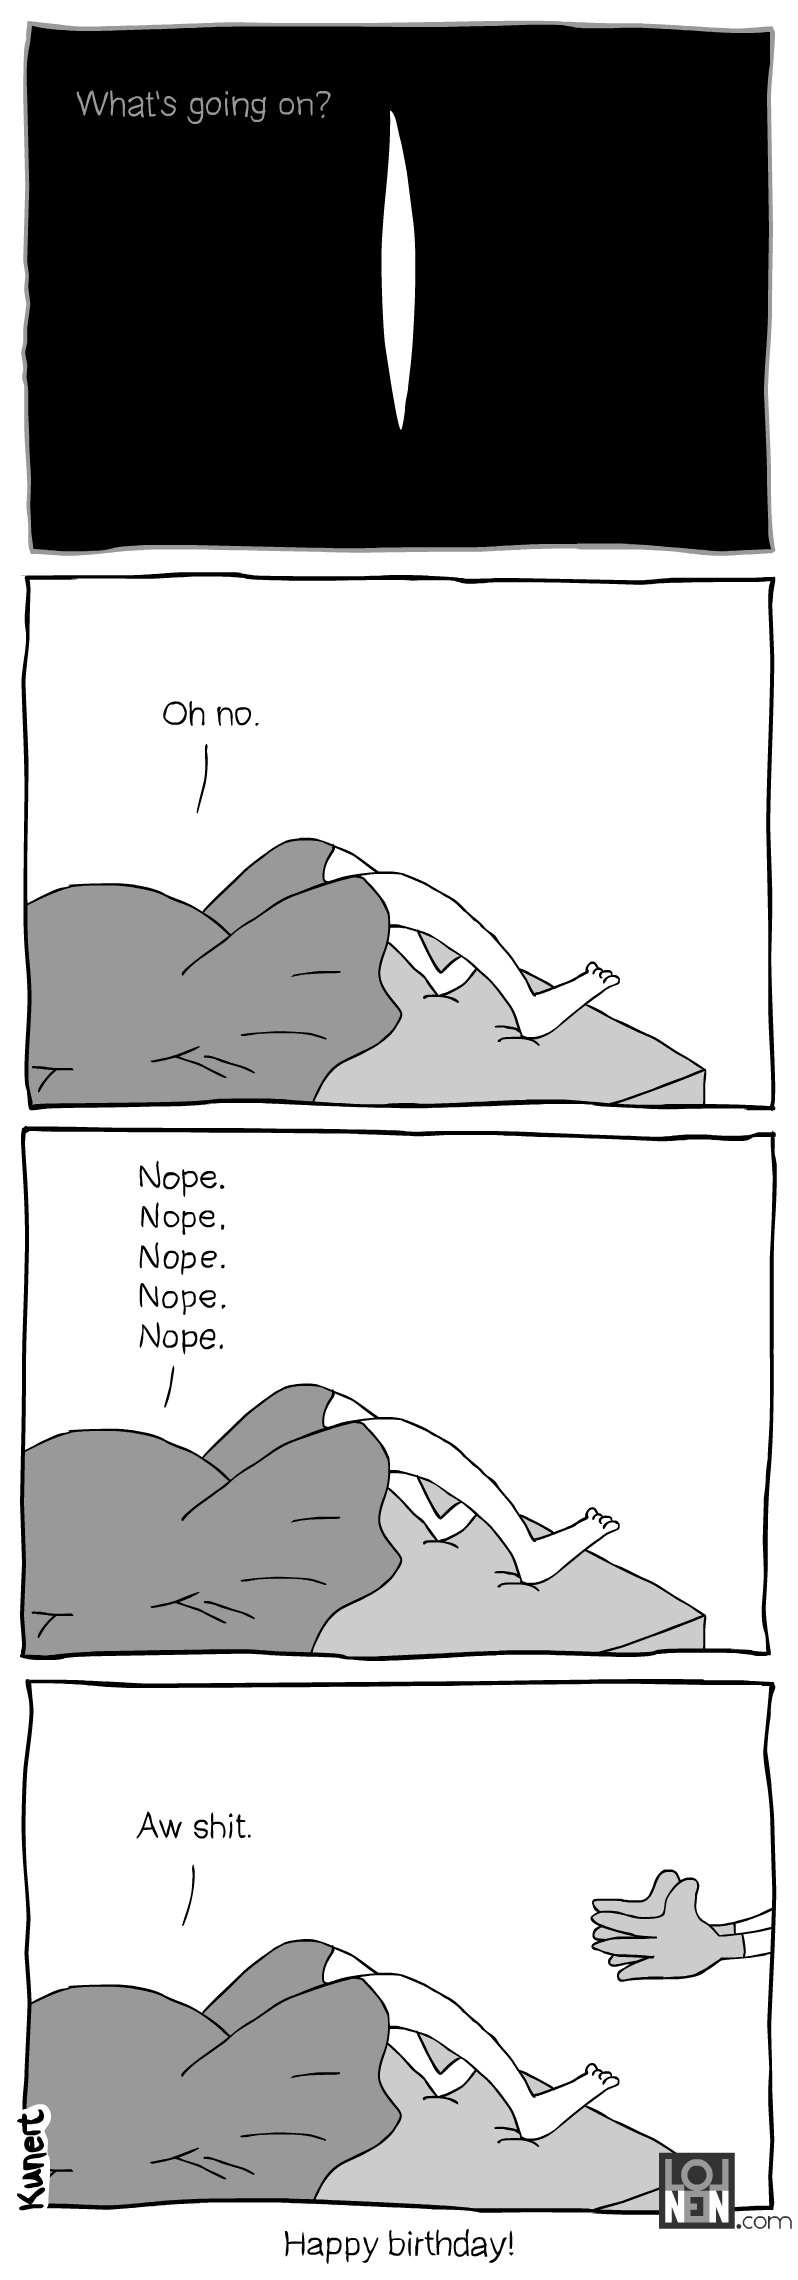 What's going on?
Oh no.
Nope.
Nope.
Nope.
Nope.
Nope.
Aw shit.
Kunert
LOL
NEIN
.com
Happy birthday!